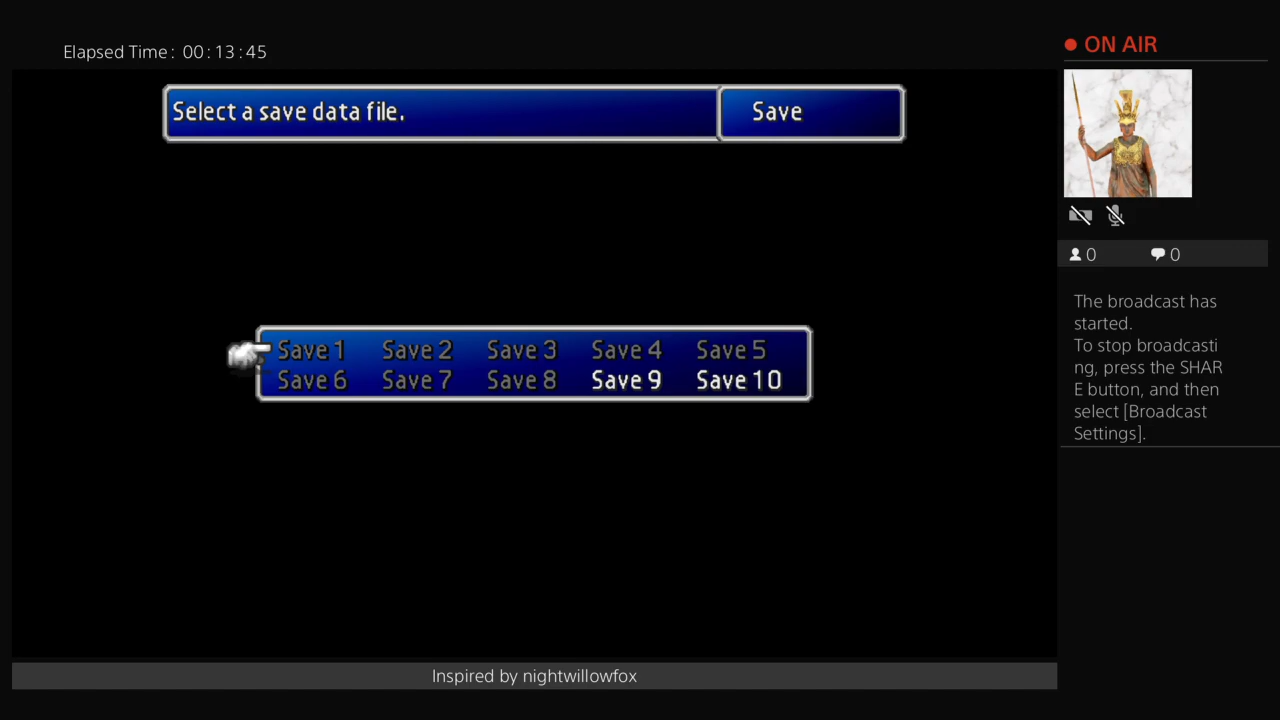 Elapsed Time: 00:13:45
ON AIR
Select a save data file.
Save
0
0
The broadcast has
started.
To stop broadcasti
ng, press the SHAR
E button, and then
select [Broadcast
Settings].
Save 1 Save 2 Save 3 Save 4 Save 5
Save 6 Save 7 Save 8 Save 9 Save 10
Inspired by nightwillowfox